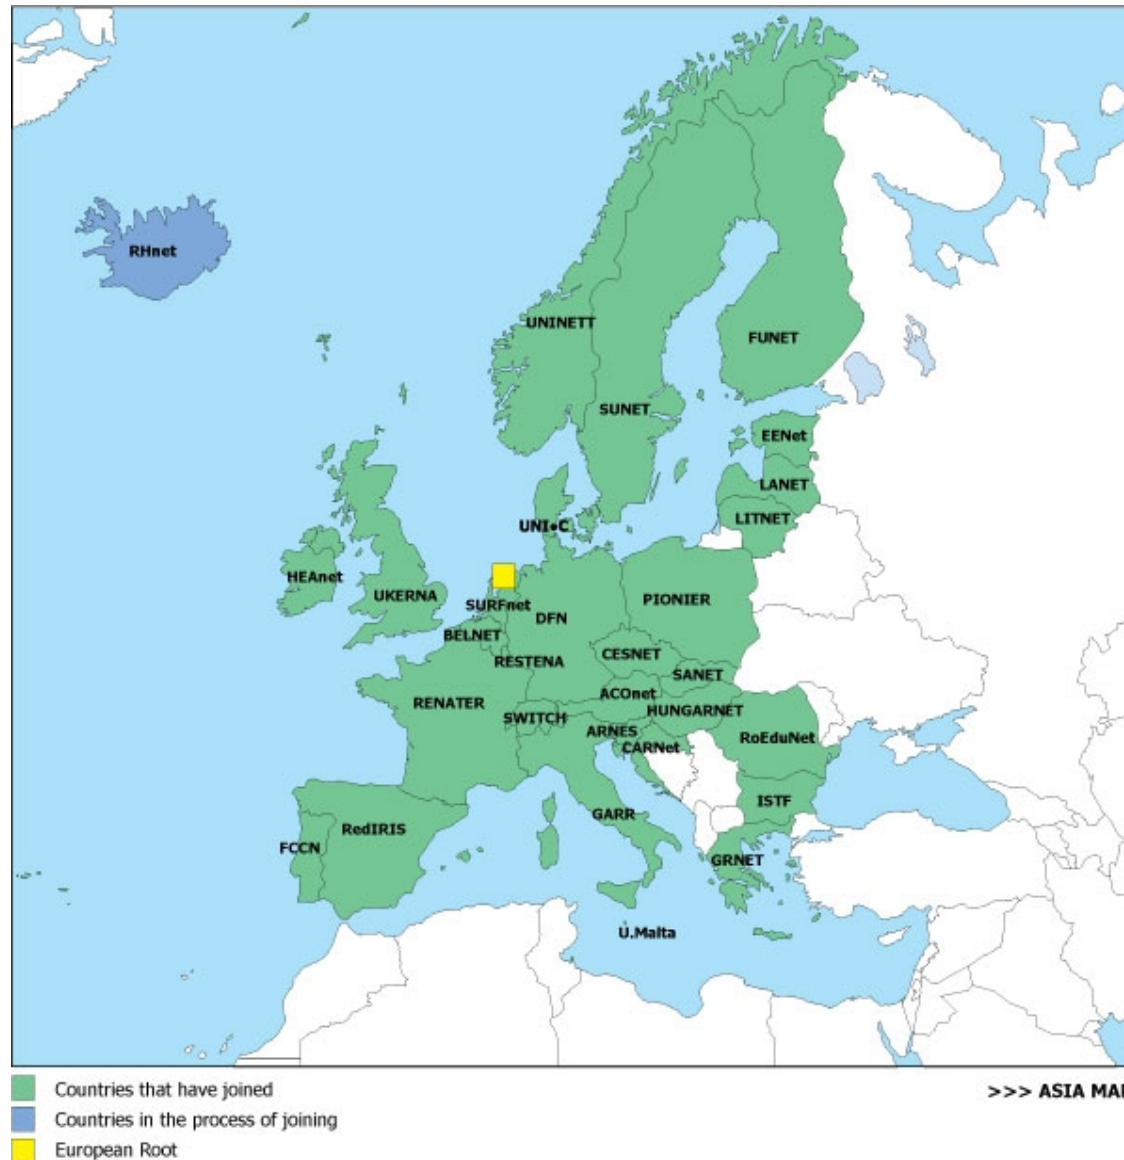 RHnet
UNINETT
FUNET
SUNET
EENet
LANET
LITNET
UNI•C
HEAnet
UKERNA
SURFnet
PIONIER
DFN
BELNET
RESTENA
CESNET
SANET
ACOnet
RENATER
HUNGARNET
SWITCH
ARNES
RoEduNet
CARNet
ISTF
GARR
RedIRIS
FCCN
GRNET
U.Malta
Countries that have joined
>>> ASIA MAP
Countries in the process of joining
European Root